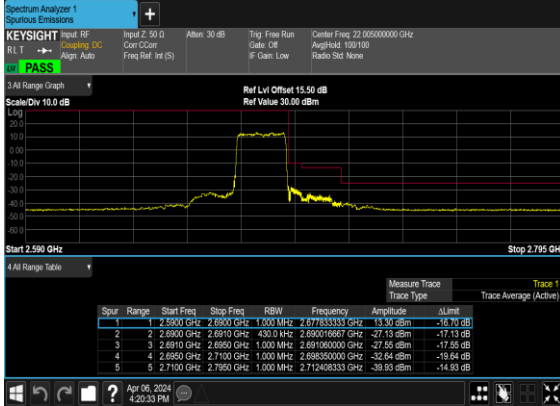 Spectrum Analyzer 1
Spurious Emissions
+
KEYSIGHT Input: RF Input Z: 50 Ω Atten: 30 dB Trig: Free Run Center Freq: 22.005000000 GHz
RLT Coupling: DC Corr CCorr Gate: Off Avg|Hold: 100/100
Align: Auto Freq Ref: Int (S) IF Gain: Low Radio Std: None
LXI PASS
3 All Range Graph
Ref Lvl Offset 15.50 dB
Scale/Div 10.0 dB Ref Value 30.00 dBm
Log
20.0
10.0
0.00
-10.0
-20.0
-30.0
-40.0
-50.0
-60.0
Start 2.590 GHz Stop 2.795 GH
4 All Range Table
Measure Trace Trace 1
Trace Type Trace Average (Active)
Spur Range Start Freq Stop Freq RBW Frequency Amplitude ΔLimit
1 1 2.5900 GHz 2.6900 GHz 1.000 MHz 2.677833333 GHz 13.30 dBm -16.70 dB
2 2 2.6900 GHz 2.6910 GHz 430.0 kHz 2.690016667 GHz -27.13 dBm -17.13 dB
3 3 2.6910 GHz 2.6950 GHz 1.000 MHz 2.691060000 GHz -27.55 dBm -17.55 dB
4 4 2.6950 GHz 2.7100 GHz 1.000 MHz 2.698350000 GHz -32.64 dBm -19.64 dB
5 5 2.7100 GHz 2.7950 GHz 1.000 MHz 2.712408333 GHz -39.93 dBm -14.93 dB
?
Apr 06, 2024
4:20:33 PM